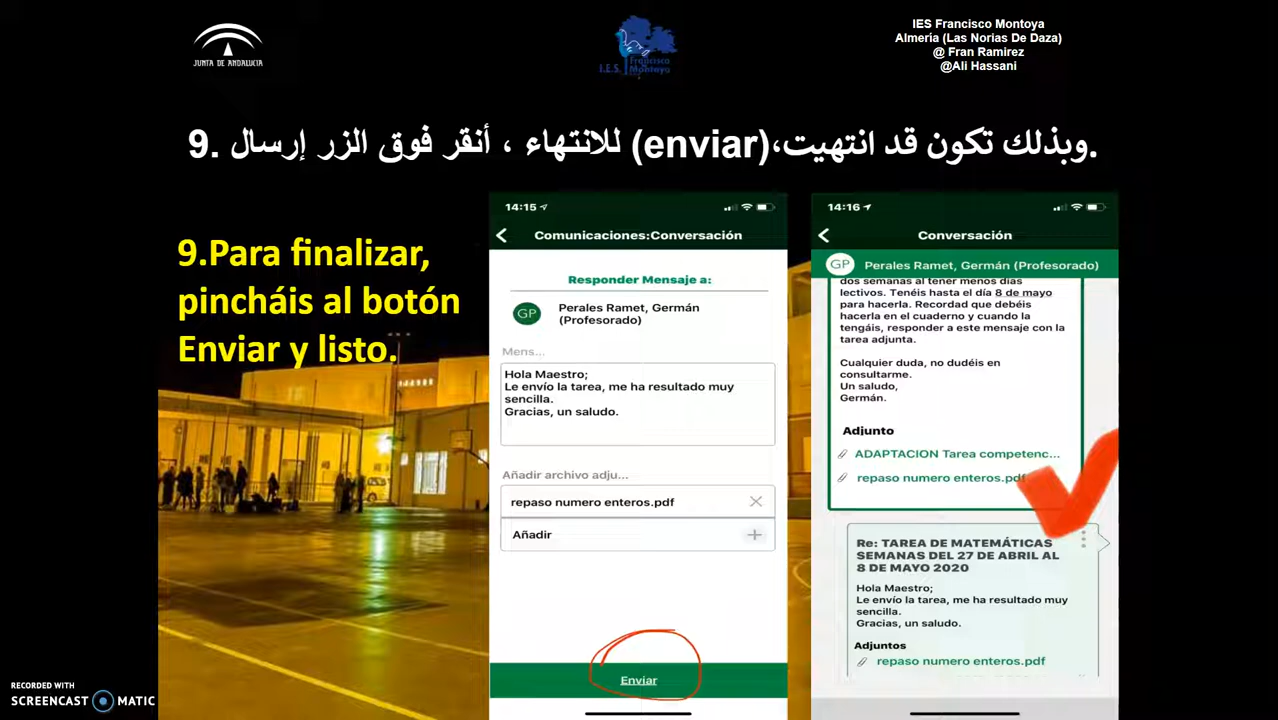 JUNTA DE ANDALUCIA
I.E.S. Francisco
Montoya
IES Francisco Montoya
Almería (Las Norias De Daza)
@ Fran Ramirez
@Ali Hassani
9. للانتهاء ، أنقر فوق الزر إرسال (enviar)،وبذلك تكون قد انتهيت.
9.Para finalizar,
pincháis al botón
Enviar y listo.
14:15
Comunicaciones:Conversación
Responder Mensaje a:
GP
Perales Ramet, Germán
(Profesorado)
Mens...
Hola Maestro;
Le envío la tarea, me ha resultado muy
sencilla.
Gracias, un saludo.
Añadir archivo adju...
repaso numero enteros.pdf
Añadir
Enviar
14:16
Conversación
GP Perales Ramet, Germán (Profesorado)
dos semanas al tener menos días
lectivos. Tenéis hasta el día 8 de mayo
para hacerla. Recordad que debéis
hacerla en el cuaderno y cuando la
tengáis, responder a este mensaje con la
tarea adjunta.
Cualquier duda, no dudéis en
consultarme.
Un saludo,
Germán.
Adjunto
ADAPTACION Tarea competenc...
repaso numero enteros.pdf
Re: TAREA DE MATEMÁTICAS
SEMANAS DEL 27 DE ABRIL AL
8 DE MAYO 2020
Hola Maestro;
Le envío la tarea, me ha resultado muy
sencilla.
Gracias, un saludo.
Adjuntos
repaso numero enteros.pdf
RECORDED WITH
SCREENCAST MATIC